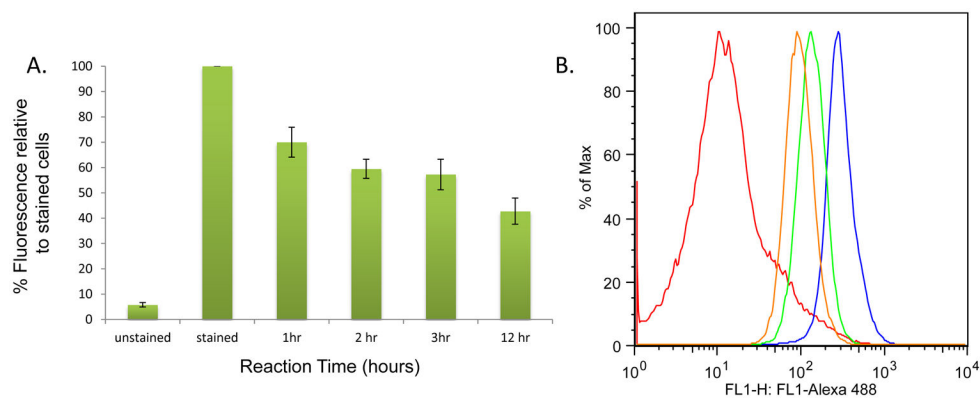 A.
% Fluorescence relative
to stained cells
100
90
80
70
60
50
40
30
20
10
0
unstained
stained
1hr
2 hr
3hr
12 hr
Reaction Time (hours)
B.
% of Max
100
80
60
40
20
0
10^0
10^1
10^2
10^3
10^4
FL1-H: FL1-Alexa 488